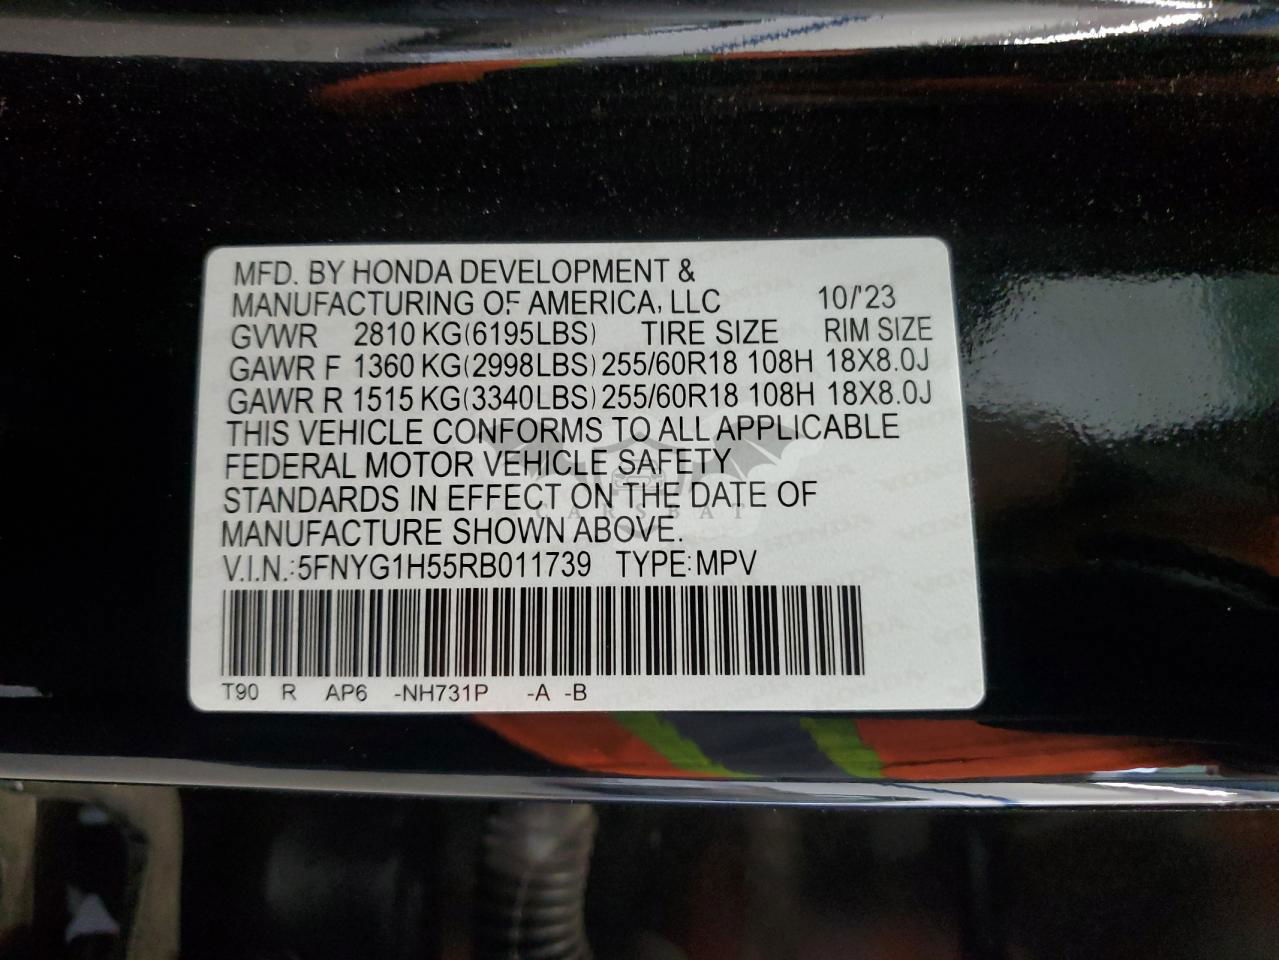 MFD. BY HONDA DEVELOPMENT &
MANUFACTURING OF AMERICA, LLC 10/'23
GVWR 2810 KG(6195LBS) TIRE SIZE RIM SIZE
GAWR F 1360 KG(2998LBS) 255/60R18 108H 18X8.0J
GAWR R 1515 KG(3340LBS) 255/60R18 108H 18X8.0J
THIS VEHICLE CONFORMS TO ALL APPLICABLE
FEDERAL MOTOR VEHICLE SAFETY
STANDARDS IN EFFECT ON THE DATE OF
CARSBAT
MANUFACTURE SHOWN ABOVE.
V.I.N.:5FNYG1H55RB011739 TYPE:MPV
T90 R AP6 -NH731P -A -B